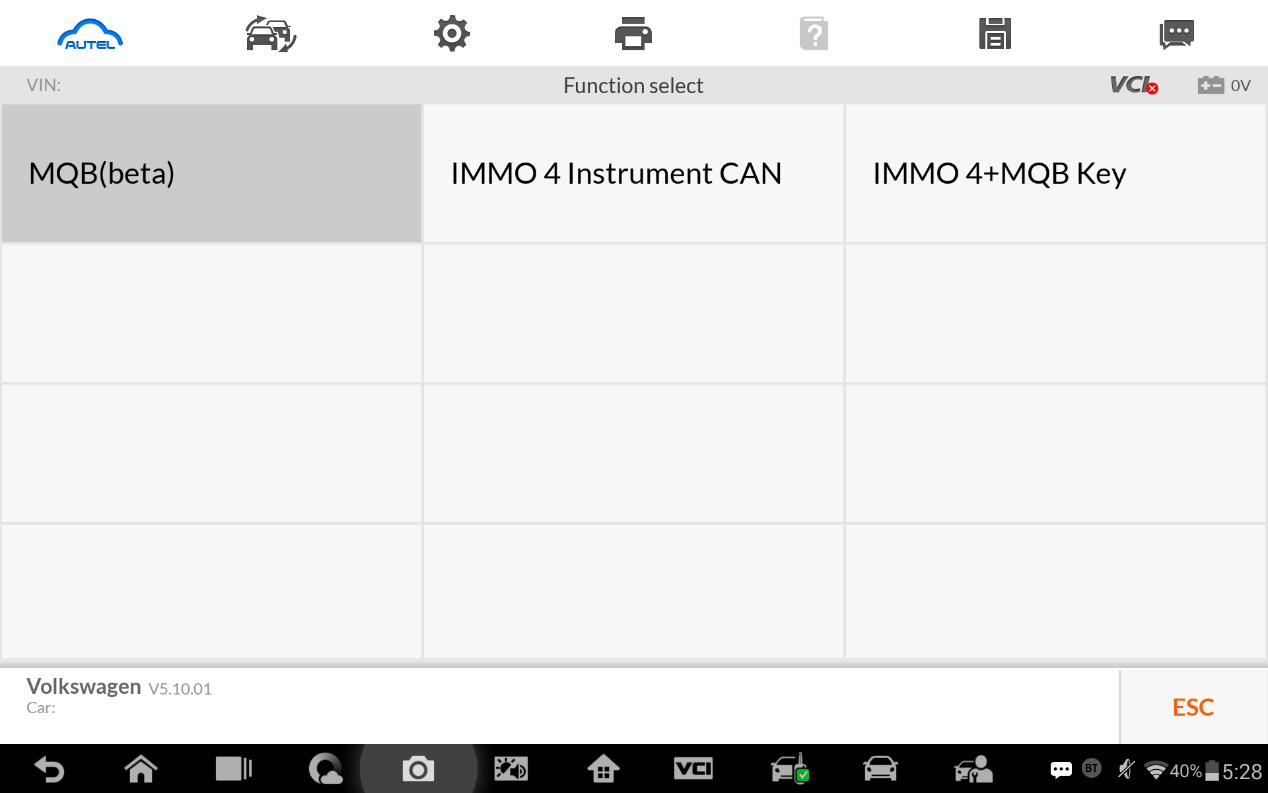 AUTEL
VIN:
Function select
VCI
0V
MQB(beta)
IMMO 4 Instrument CAN
IMMO 4+MQB Key
Volkswagen V5.10.01
Car:
ESC
VCI
BT
40%
5:28